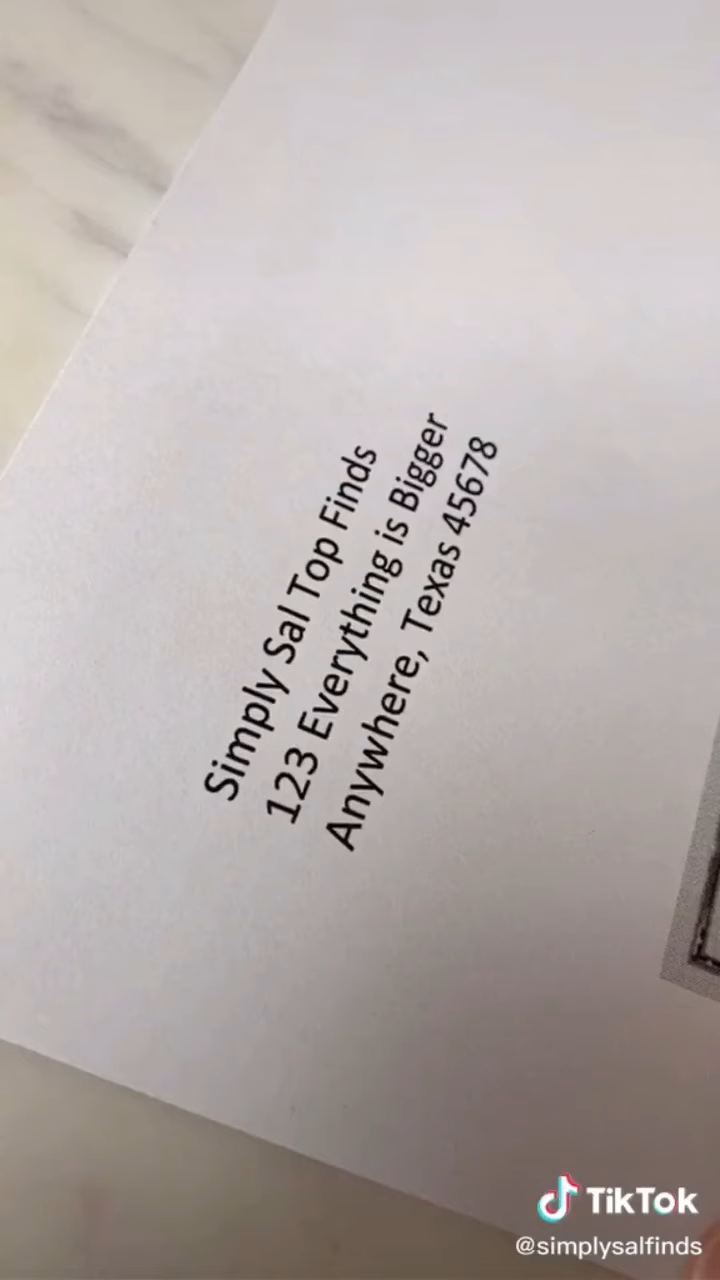 Simply Sal Top Finds
123 Everything is Bigger
Anywhere, Texas 45678
TikTok
@simplysalfinds